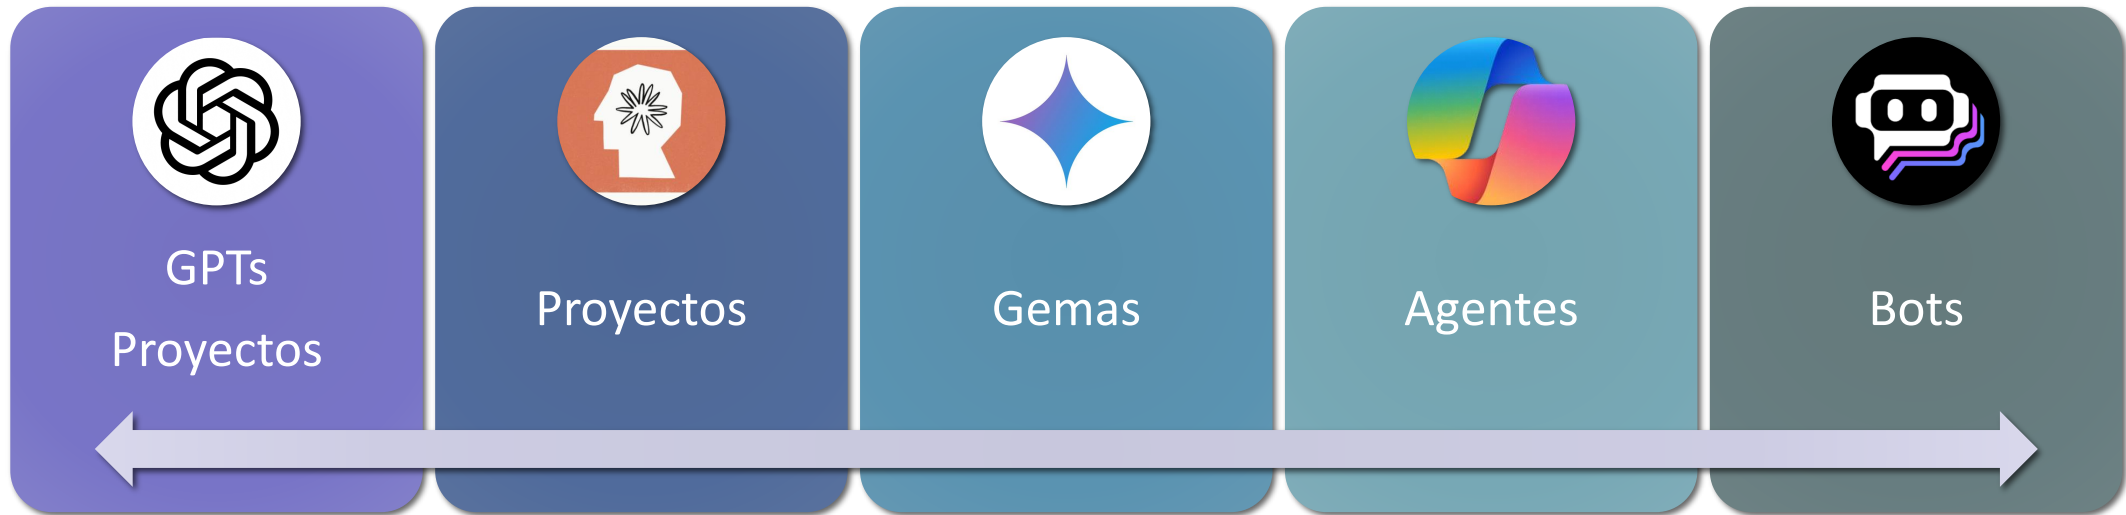 GPTs
Proyectos
Proyectos
Gemas
Agentes
Bots